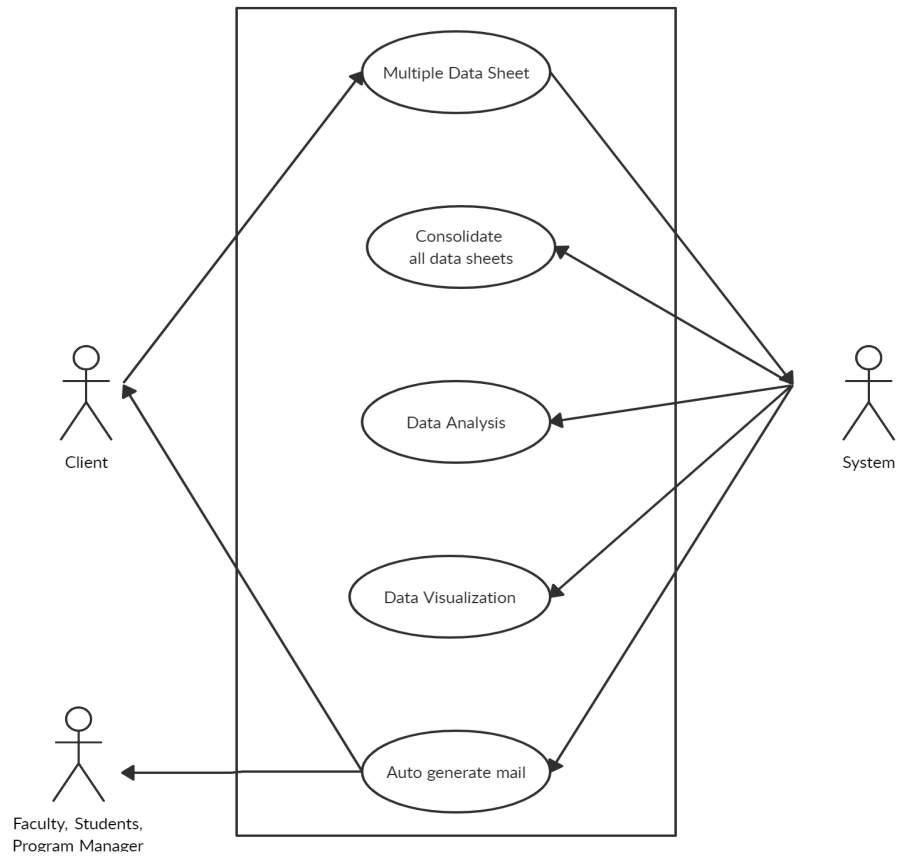 Multiple Data Sheet
Consolidate
all data sheets
Client
System
Data Analysis
Data Visualization
Auto generate mail
Faculty, Students,
Program Manager